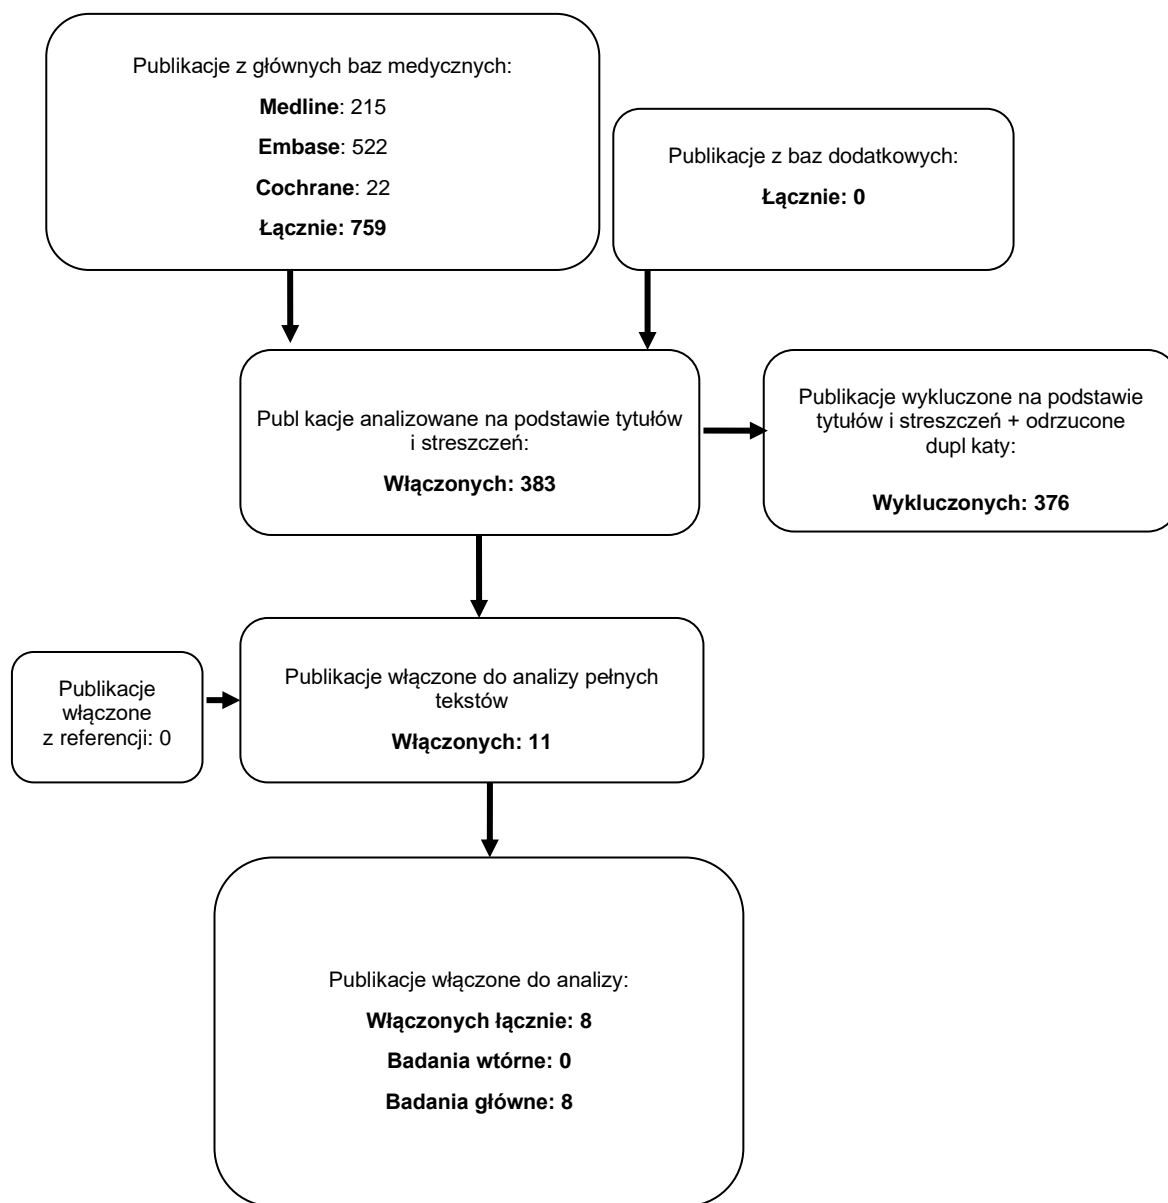 Publikacje z głównych baz medycznych:
Medline: 215
Embase: 522
Cochrane: 22
Łącznie: 759
Publikacje z baz dodatkowych:
Łącznie: 0
Publ kacje analizowane na podstawie tytułów
i streszczeń:
Włączonych: 383
Publikacje wykluczone na podstawie
tytułów i streszczeń + odrzucone
dupl katy:
Wykluczonych: 376
Publikacje
włączone
z referencji: 0
Publikacje włączone do analizy pełnych
tekstów
Włączonych: 11
Publikacje włączone do analizy:
Włączonych łącznie: 8
Badania wtórne: 0
Badania główne: 8